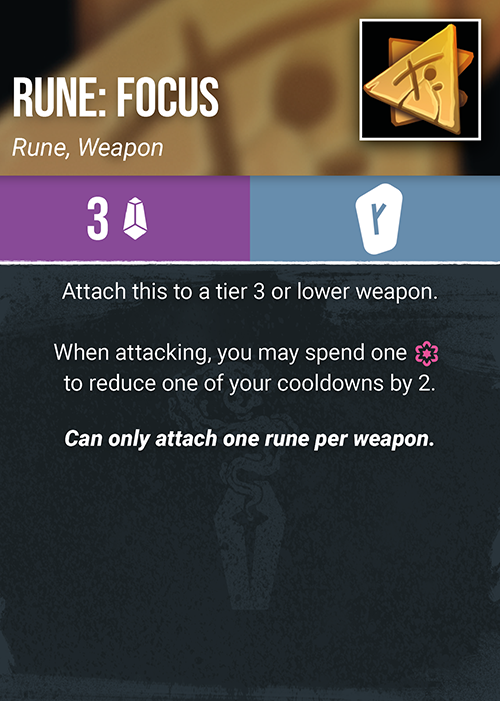 RUNE: FOCUS
Rune, Weapon
3
Attach this to a tier 3 or lower weapon.
When attacking, you may spend one
to reduce one of your cooldowns by 2.
Can only attach one rune per weapon.